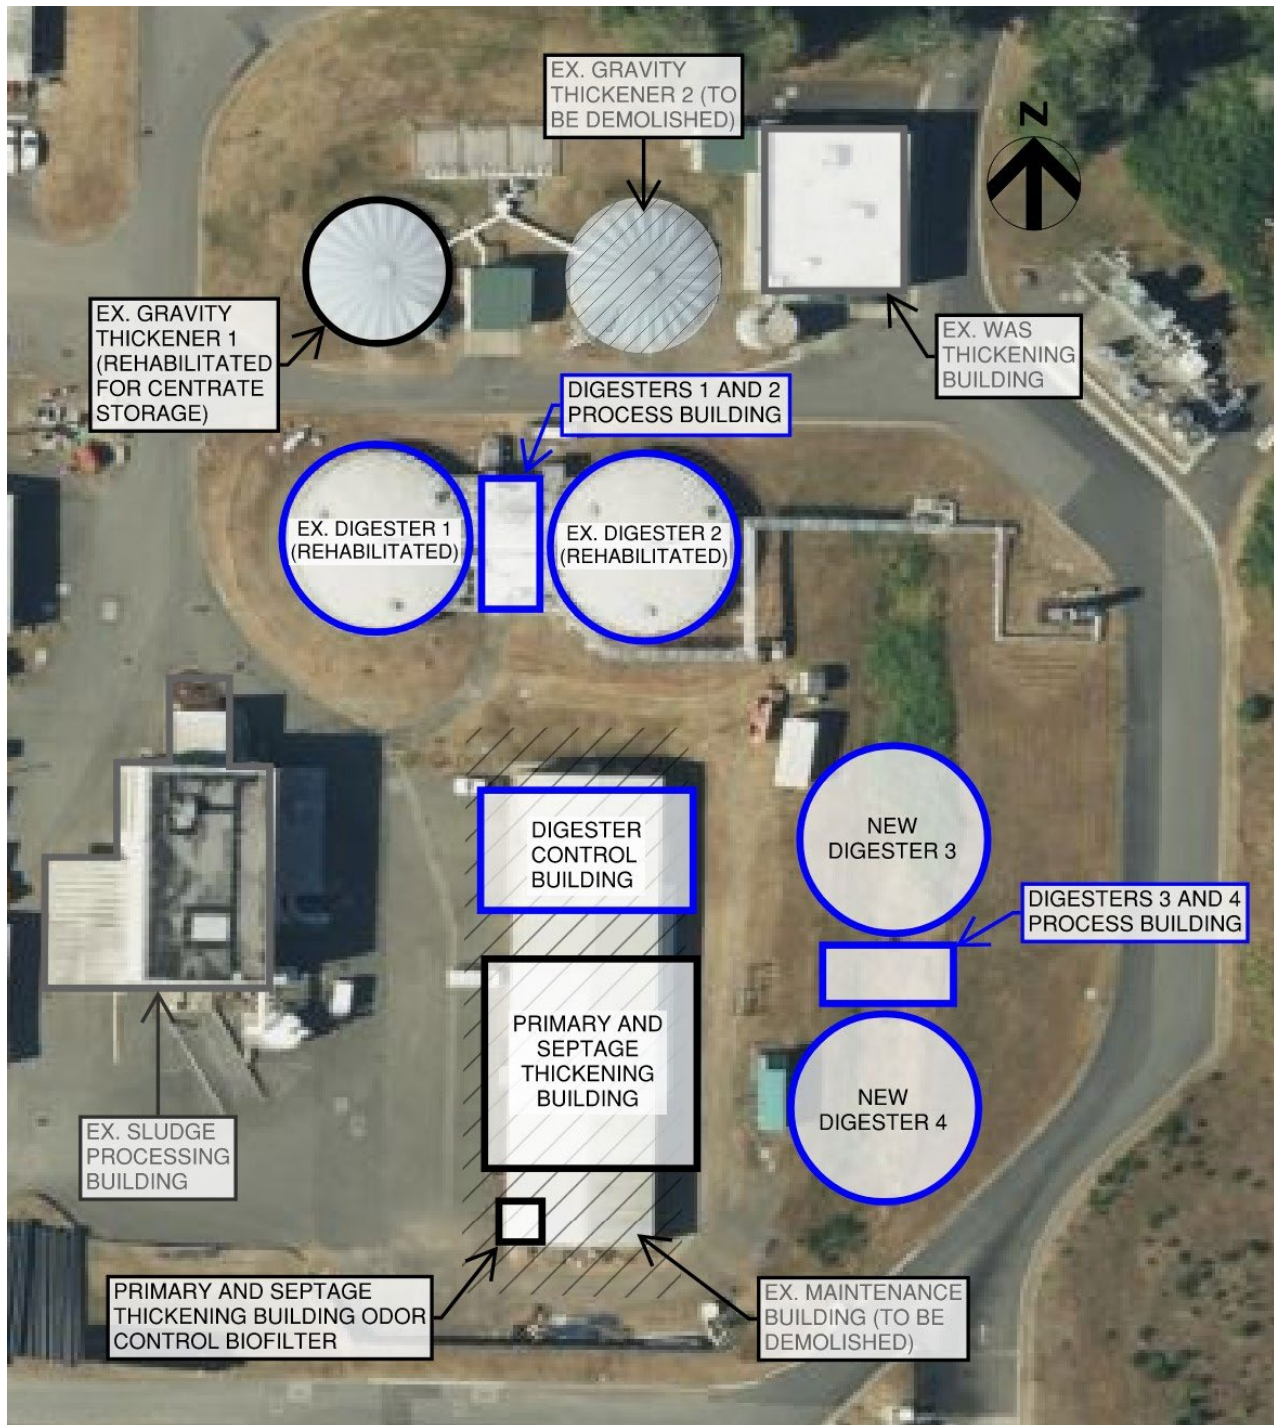 EX. GRAVITY
THICKENER 2 (TO
BE DEMOLISHED)
N
EX. GRAVITY
THICKENER 1
(REHABILITATED
FOR CENTRATE
STORAGE)
EX. WAS
THICKENING
BUILDING
DIGESTERS 1 AND 2
PROCESS BUILDING
EX. DIGESTER 1
(REHABILITATED)
EX. DIGESTER 2
(REHABILITATED)
DIGESTER
CONTROL
BUILDING
NEW
DIGESTER 3
DIGESTERS 3 AND 4
PROCESS BUILDING
PRIMARY AND
SEPTAGE
THICKENING
BUILDING
NEW
DIGESTER 4
EX. SLUDGE
PROCESSING
BUILDING
PRIMARY AND SEPTAGE
THICKENING BUILDING ODOR
CONTROL BIOFILTER
EX. MAINTENANCE
BUILDING (TO BE
DEMOLISHED)